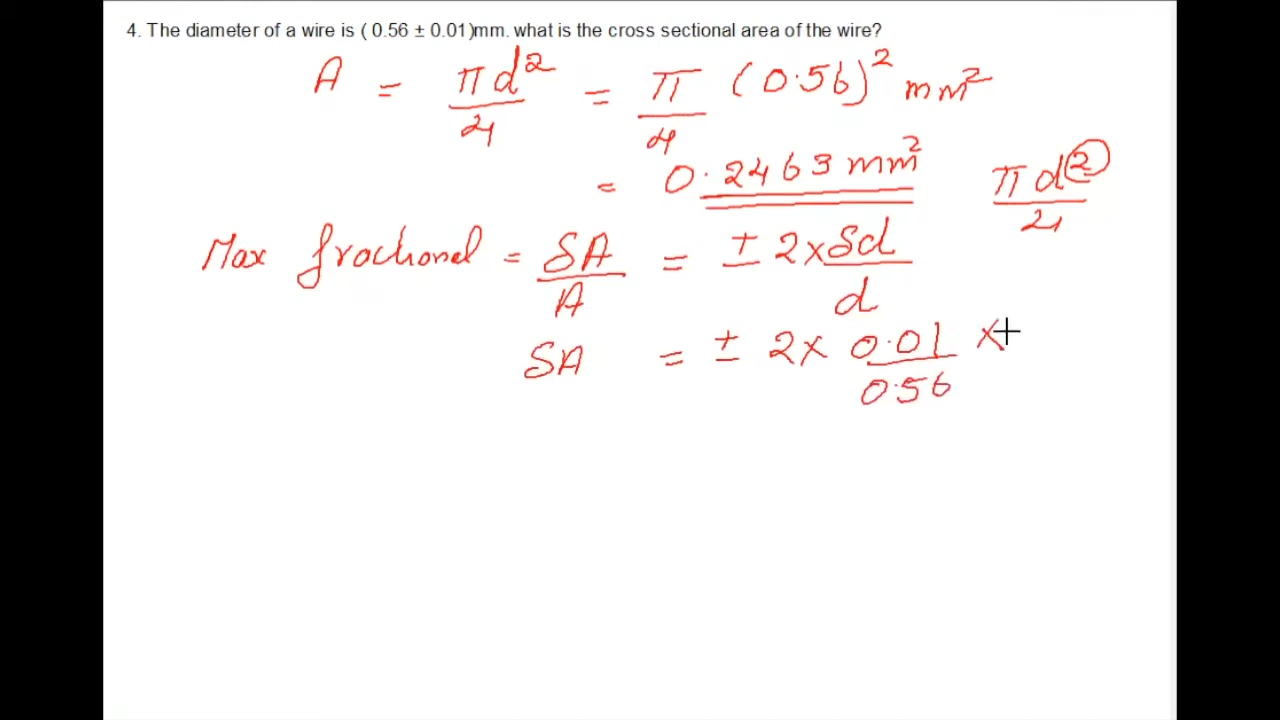 4. The diameter of a wire is ( 0.56 ± 0.01)mm. what is the cross sectional area of the wire?
A = πd²/4 = π/4 (0.56)² mm²
= 0.2463 mm²
πd²/4
Max fractional = δA/A = ± 2×δd/d
δA = ± 2× 0.01/0.56 ×